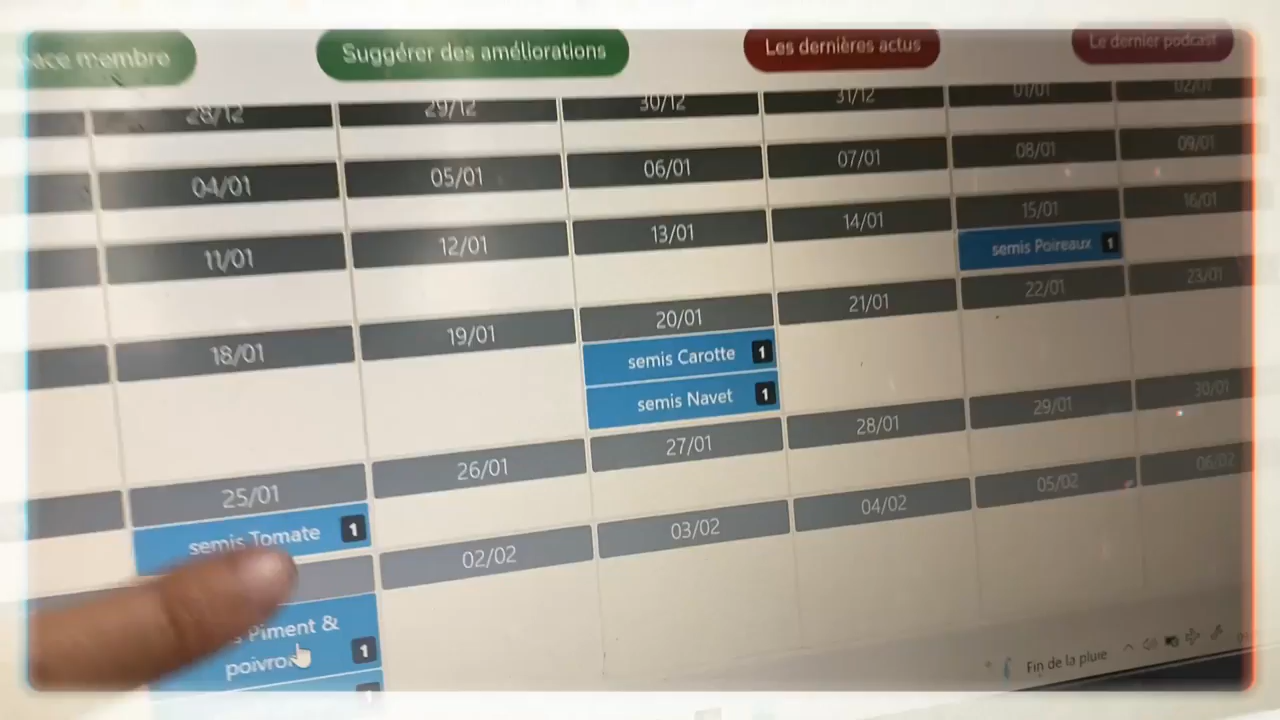 ace membre
Suggérer des améliorations
Les dernières actus
Le dernier podcast
28/12 29/12 30/12 31/12 01/01 02/01
04/01 05/01 06/01 07/01 08/01 09/01
11/01 12/01 13/01 14/01 15/01 16/01
semis Poireaux 1
18/01 19/01 20/01 21/01 22/01 23/01
semis Carotte 1
semis Navet 1
25/01 26/01 27/01 28/01 29/01 30/01
semis Tomate 1
02/02 03/02 04/02 05/02 06/02
Piment &
poivron 1
1
Fin de la pluie